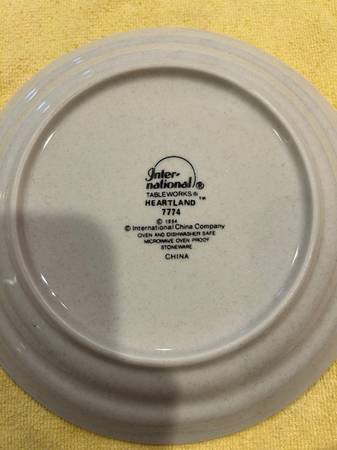 Inter-
national®
TABLEWORKS®
HEARTLAND™
7774
© 1994
© International China Company
OVEN AND DISHWASHER SAFE
MICROWAVE OVEN PROOF
STONEWARE
CHINA